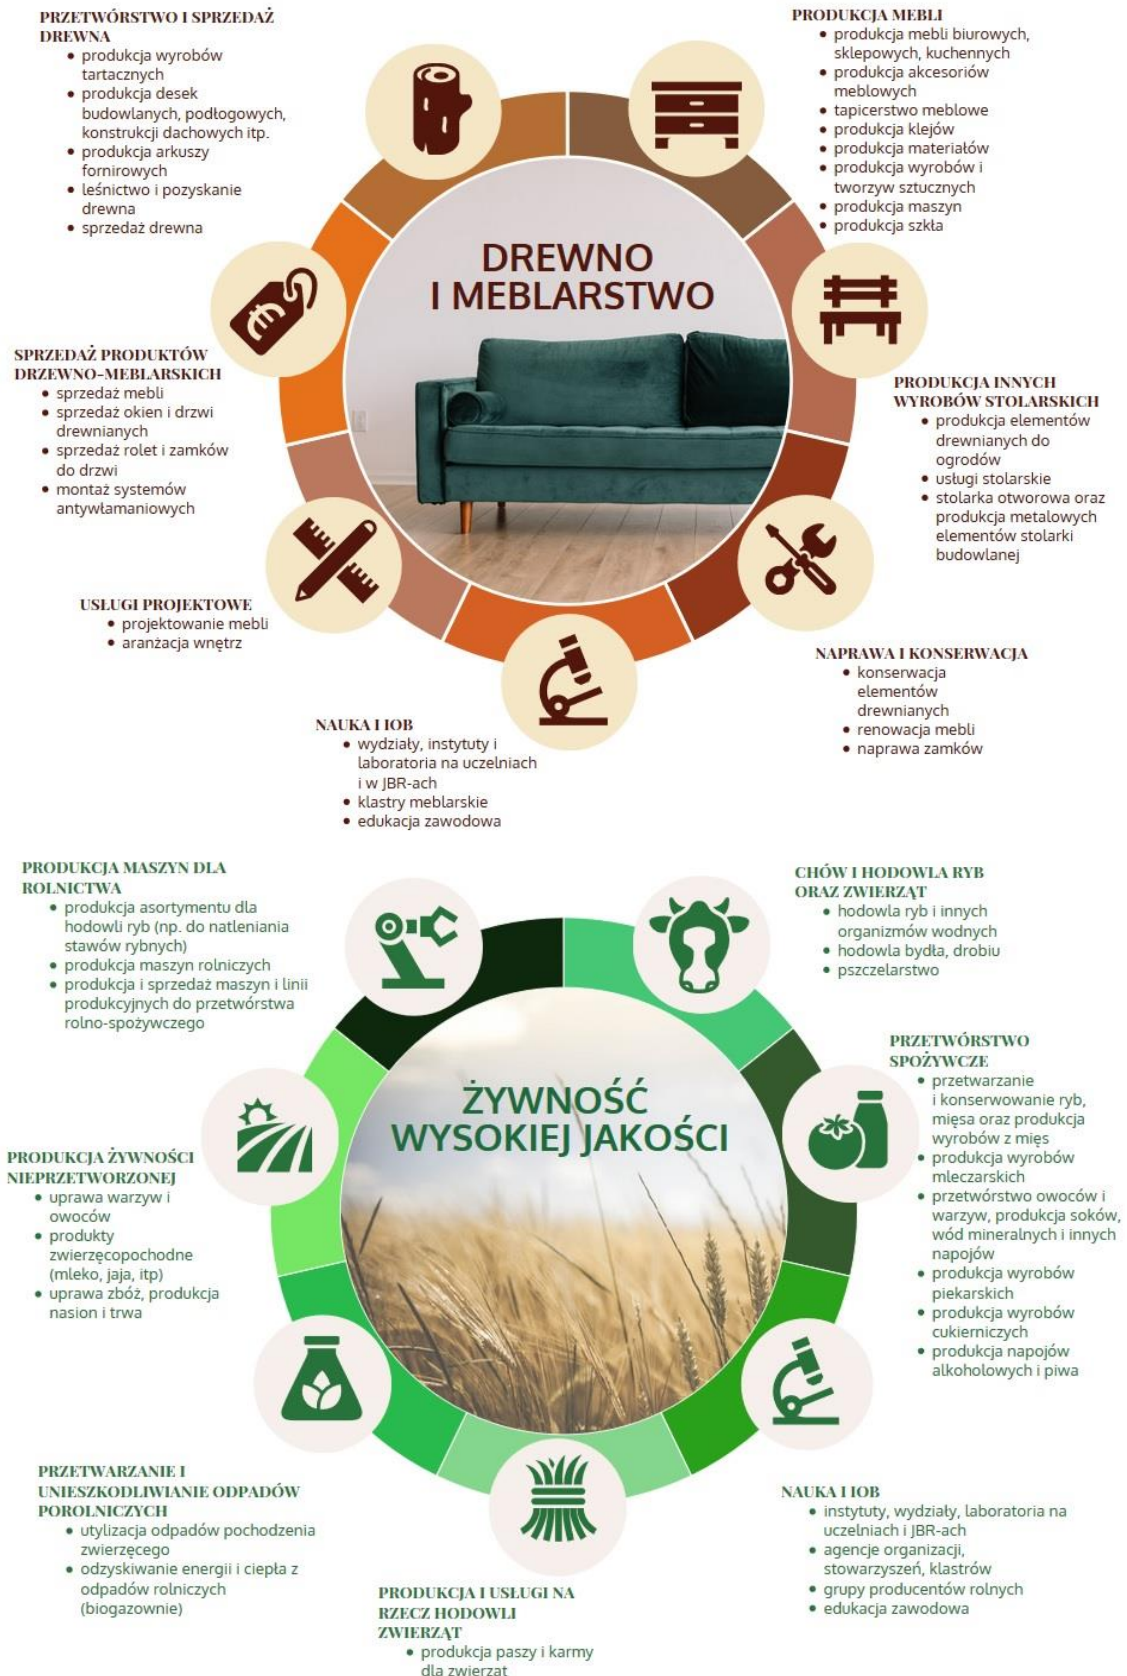 PRZETWÓRSTWO I SPRZEDAŻ
DREWNA
• produkcja wyrobów
tartacznych
• produkcja desek
budowlanych, podłogowych,
konstrukcji dachowych itp.
• produkcja arkuszy
fornirowych
• leśnictwo i pozyskanie
drewna
• sprzedaż drewna
PRODUKCJA MEBLI
• produkcja mebli biurowych,
sklepowych, kuchennych
• produkcja akcesoriów
meblowych
• tapicerstwo meblowe
• produkcja klejów
• produkcja materiałów
• produkcja wyrobów i
tworzyw sztucznych
• produkcja maszyn
• produkcja szkła
DREWNO
I MEBLARSTWO
SPRZEDAŻ PRODUKTÓW
DRZEWNO-MEBLARSKICH
• sprzedaż mebli
• sprzedaż okien i drzwi
drewnianych
• sprzedaż rolet i zamków
do drzwi
• montaż systemów
antywłamaniowych
PRODUKCJA INNYCH
WYROBÓW STOLARSKICH
• produkcja elementów
drewnianych do
ogrodów
• usługi stolarskie
• stolarka otworowa oraz
produkcja metalowych
elementów stolarki
budowlanej
USŁUGI PROJEKTOWE
• projektowanie mebli
• aranżacja wnętrz
NAPRAWA I KONSERWACJA
• konserwacja
elementów
drewnianych
• renowacja mebli
• naprawa zamków
NAUKA I IOB
• wydziały, instytuty i
laboratoria na uczelniach
i w JBR-ach
• klastry meblarskie
• edukacja zawodowa
PRODUKCJA MASZYN DLA
ROLNICTWA
• produkcja asortymentu dla
hodowli ryb (np. do natleniania
stawów rybnych)
• produkcja maszyn rolniczych
• produkcja i sprzedaż maszyn i linii
produkcyjnych do przetwórstwa
rolno-spożywczego
CHÓW I HODOWLA RYB
ORAZ ZWIERZĄT
• hodowla ryb i innych
organizmów wodnych
• hodowla bydła, drobiu
• pszczelarstwo
ŻYWNOŚĆ
WYSOKIEJ JAKOŚCI
PRZETWÓRSTWO
SPOŻYWCZE
• przetwarzanie
i konserwowanie ryb,
mięsa oraz produkcja
wyrobów z mięs
• produkcja wyrobów
mleczarskich
• przetwórstwo owoców i
warzyw, produkcja soków,
wód mineralnych i innych
napojów
• produkcja wyrobów
piekarskich
• produkcja wyrobów
cukierniczych
• produkcja napojów
alkoholowych i piwa
PRODUKCJA ŻYWNOŚCI
NIEPRZETWORZONEJ
• uprawa warzyw i
owoców
• produkty
zwierzęcopochodne
(mleko, jaja, itp)
• uprawa zbóż, produkcja
nasion i trwa
PRZETWARZANIE I
UNIESZKODLIWIANIE ODPADÓW
POROLNICZYCH
• utylizacja odpadów pochodzenia
zwierzęcego
• odzyskiwanie energii i ciepła z
odpadów rolniczych
(biogazownie)
NAUKA I IOB
• instytuty, wydziały, laboratoria na
uczelniach i JBR-ach
• agencje organizacji,
stowarzyszeń, klastrów
• grupy producentów rolnych
• edukacja zawodowa
PRODUKCJA I USŁUGI NA
RZECZ HODOWLI
ZWIERZĄT
• produkcja paszy i karmy
dla zwierząt